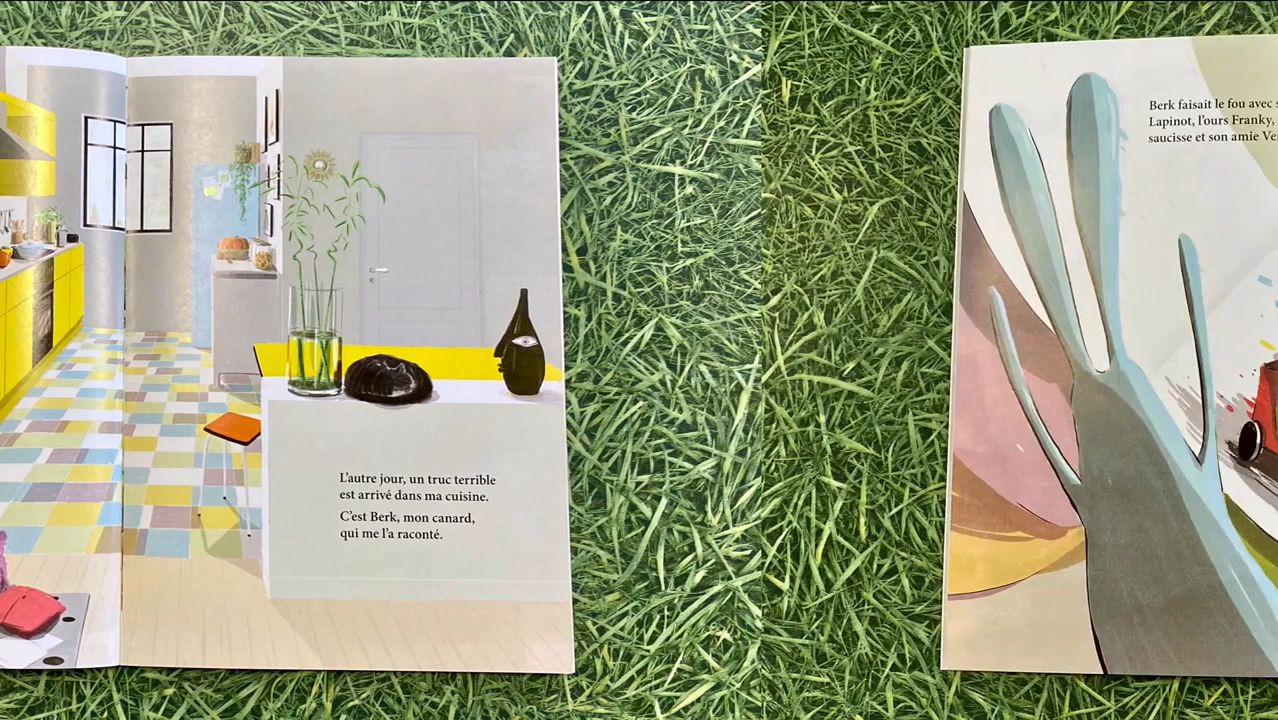 L'autre jour, un truc terrible
est arrivé dans ma cuisine.
C'est Berk, mon canard,
qui me l'a raconté.
Berk faisait le fou avec
Lapinot, l'ours Franky,
saucisse et son amie